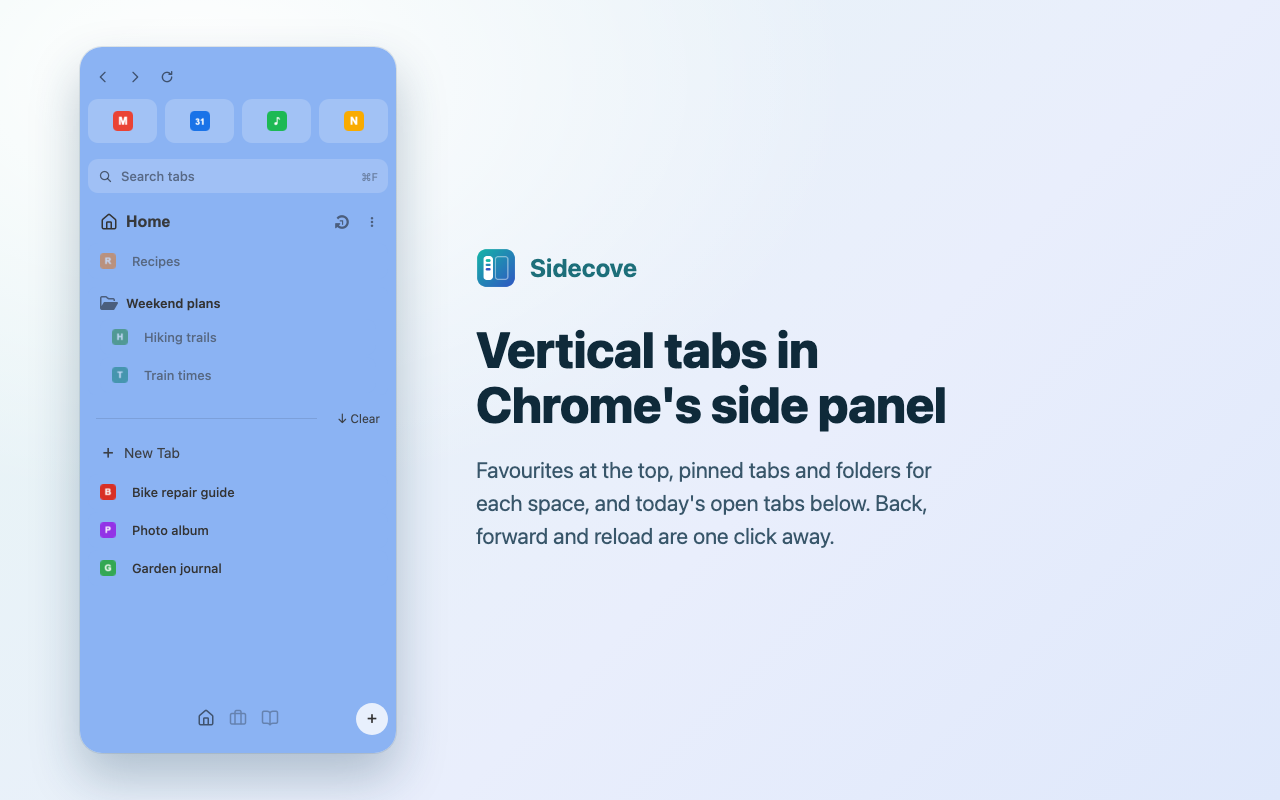 M
31
N
Search tabs
⌘F
Home
R
Recipes
Weekend plans
H
Hiking trails
T
Train times
↓ Clear
+ New Tab
B
Bike repair guide
P
Photo album
G
Garden journal
+
Sidecove
Vertical tabs in
Chrome's side panel
Favourites at the top, pinned tabs and folders for
each space, and today's open tabs below. Back,
forward and reload are one click away.